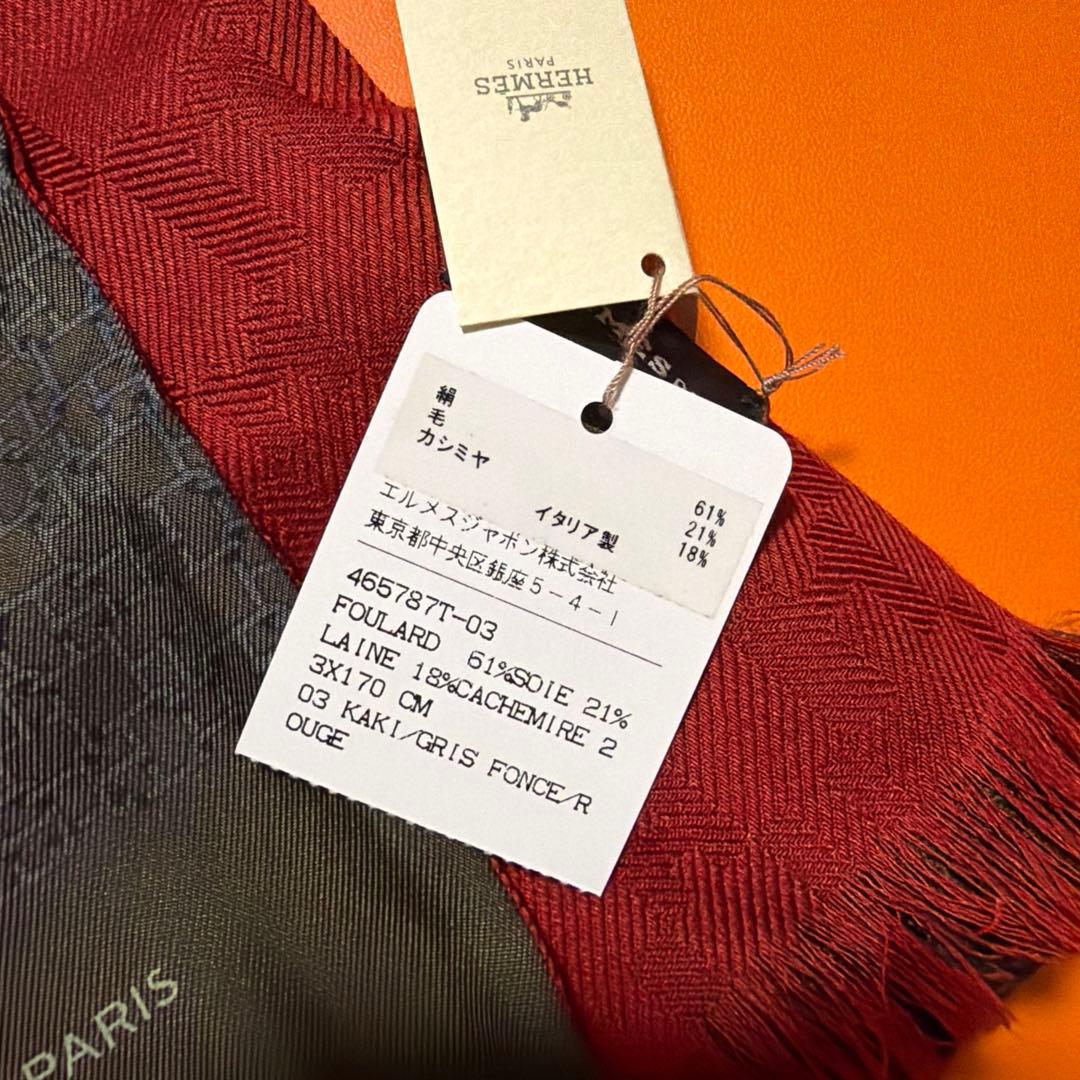 HERMÈS
PARIS
絹 61%
毛 21%
カシミヤ 18%
イタリア製
エルメスジャポン株式会社
東京都中央区銀座5-4-1
465787T-03
FOULARD 61%SOIE 21%
LAINE 18%CACHEMIRE 2
3X170 CM
03 KAKI/GRIS FONCE/R
OUGE
PARIS